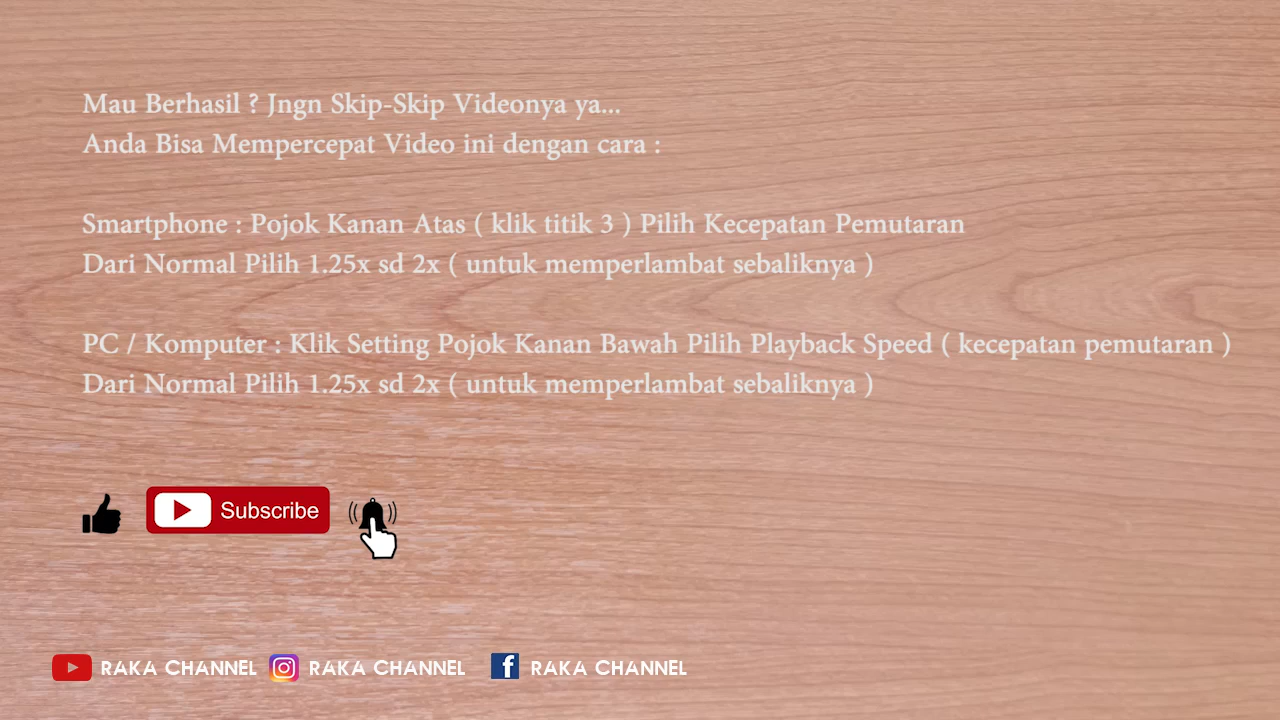 Mau Berhasil ? Jngn Skip-Skip Videonya ya...
Anda Bisa Mempercepat Video ini dengan cara :
Smartphone : Pojok Kanan Atas ( klik titik 3 ) Pilih Kecepatan Pemutaran
Dari Normal Pilih 1.25x sd 2x ( untuk memperlambat sebaliknya )
PC / Komputer : Klik Setting Pojok Kanan Bawah Pilih Playback Speed ( kecepatan pemutaran )
Dari Normal Pilih 1.25x sd 2x ( untuk memperlambat sebaliknya )
Subscribe
RAKA CHANNEL RAKA CHANNEL RAKA CHANNEL